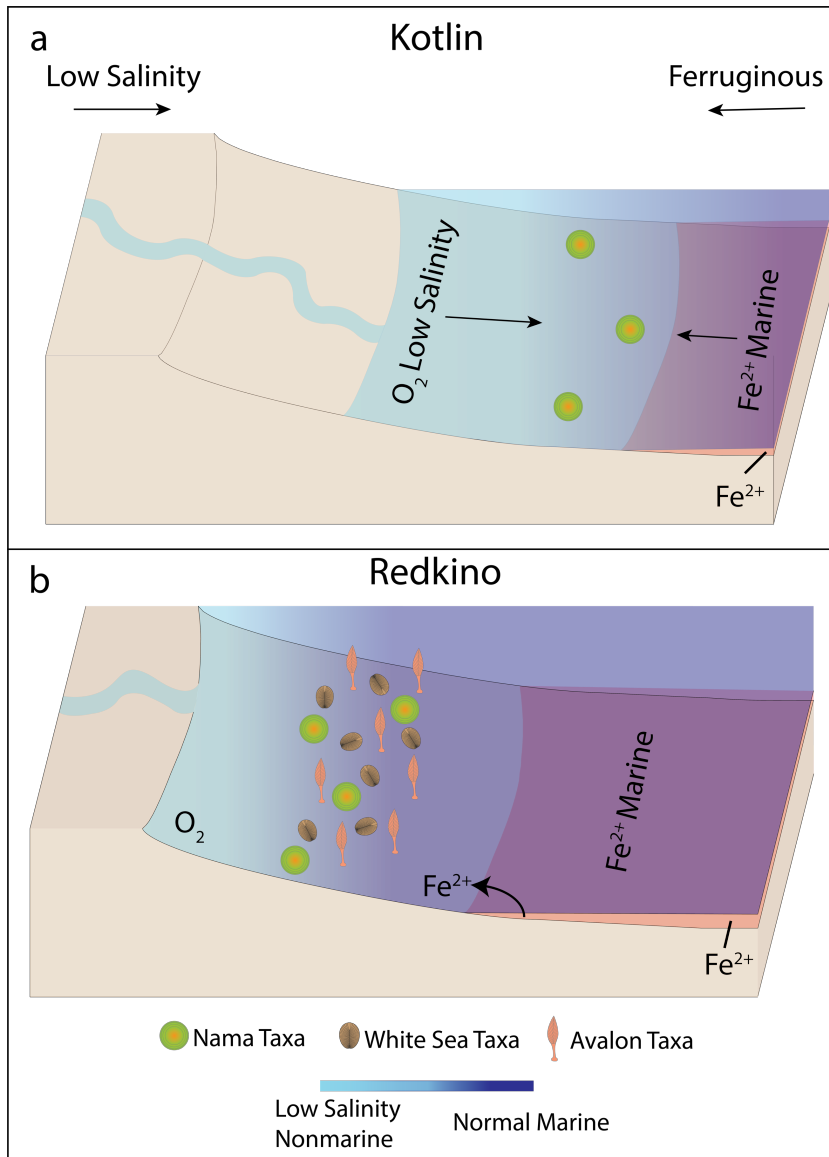 a
Kotlin
Low Salinity
Ferruginous
O₂ Low Salinity
Fe²⁺ Marine
Fe²⁺
b
Redkino
O₂
Fe²⁺ Marine
Fe²⁺
Fe²⁺
Nama Taxa
White Sea Taxa
Avalon Taxa
Low Salinity
Nonmarine
Normal Marine